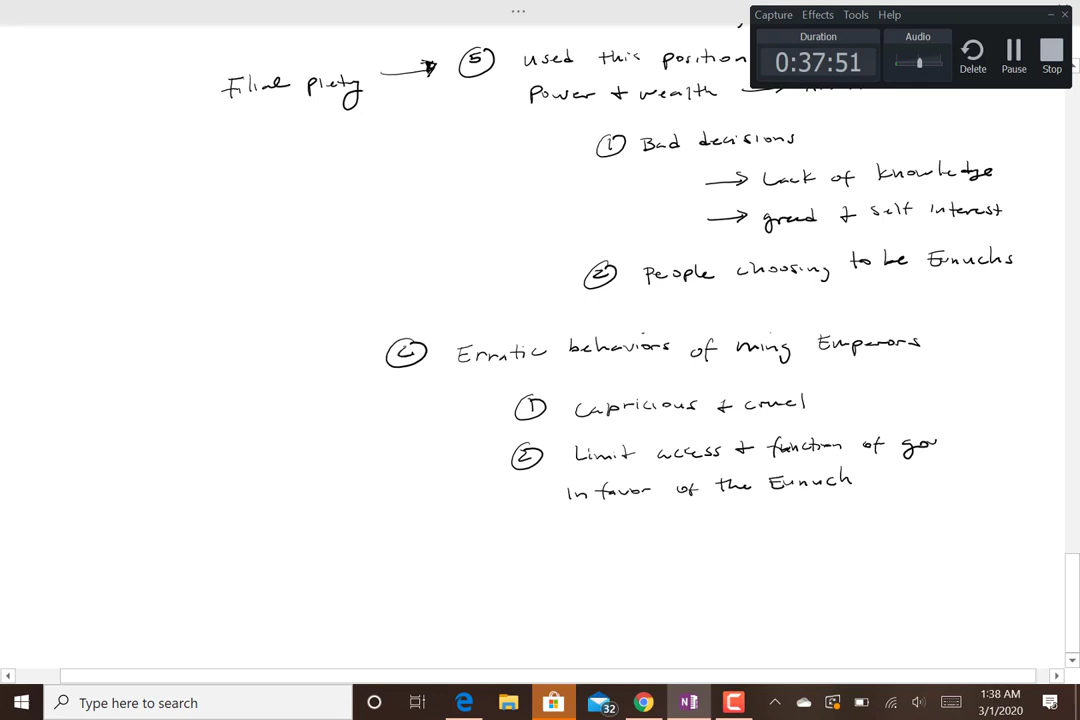 Capture Effects Tools Help
Duration
Audio
0:37:51
Delete
Pause
Stop
Filial piety → ⑤ used this position
Power + wealth →
① Bad decisions
→ Lack of knowledge
→ greed + self interest
② People choosing to be Eunuchs
Erratic behaviors of ming Emperors
① Capricious + cruel
② Limit access + function of gov
in favor of the Eunuch
Type here to search
32
1:38 AM
3/1/2020